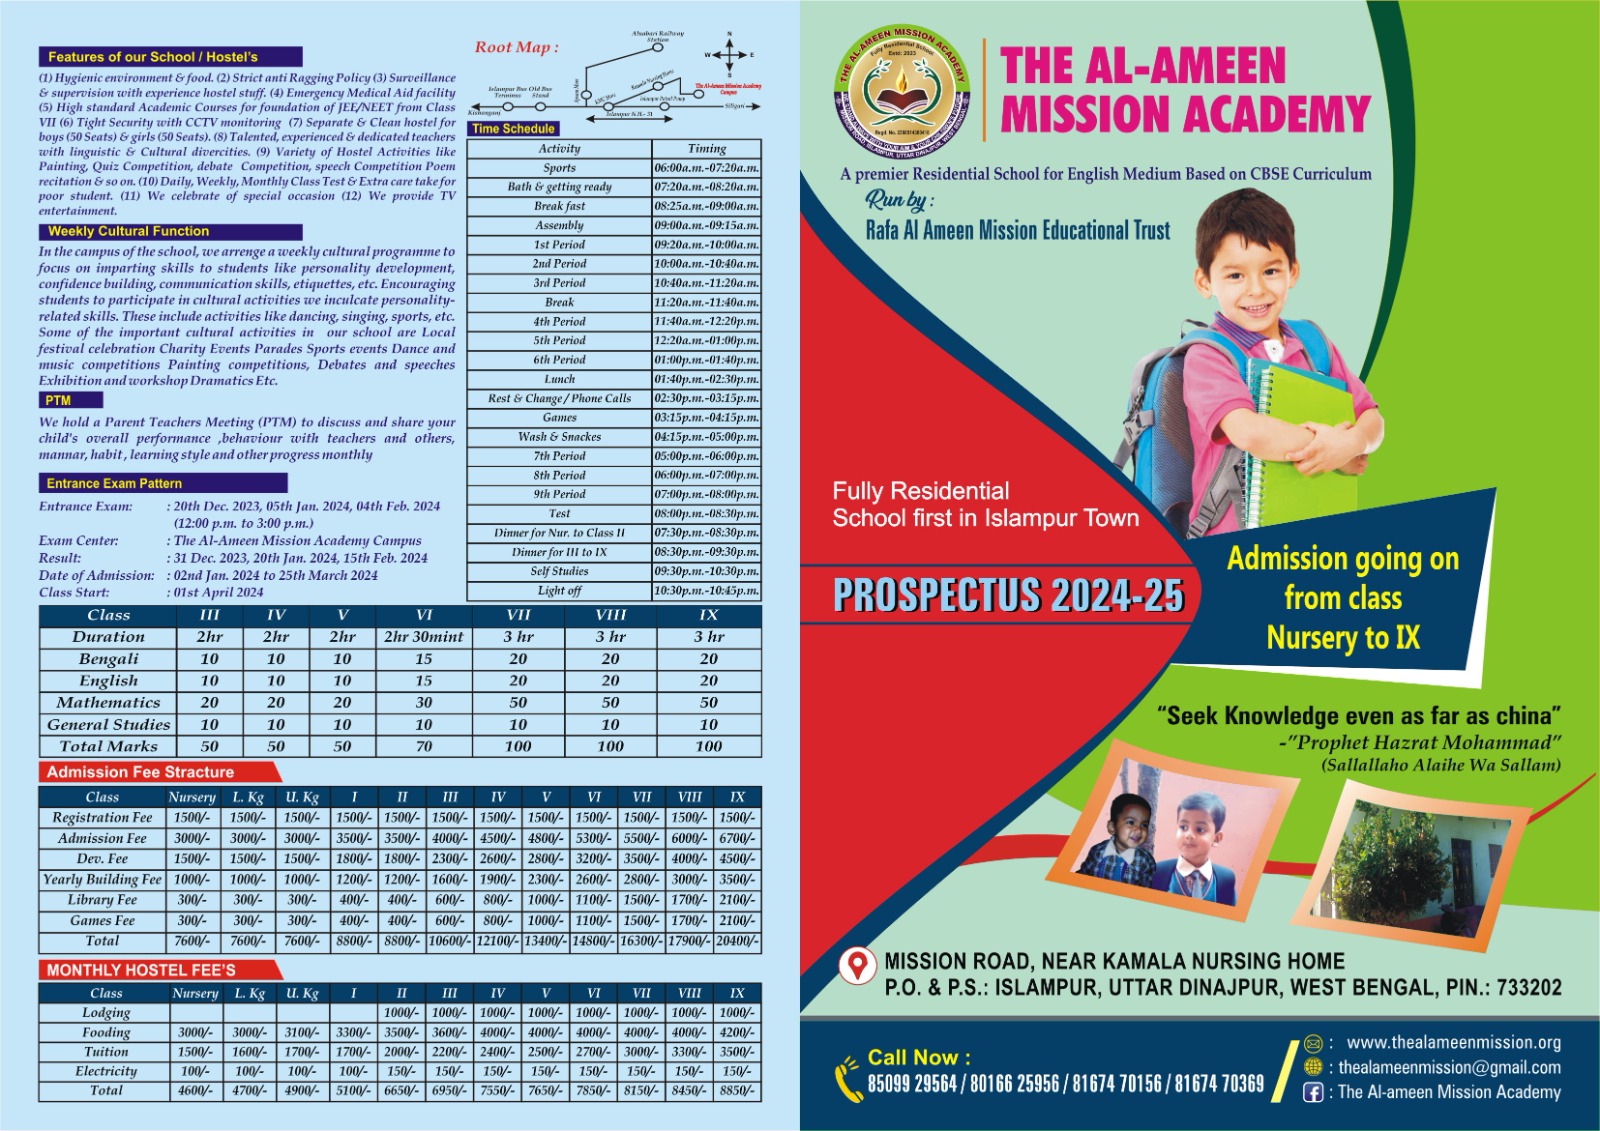 Features of our School / Hostel's
(1) Hygienic environment & food. (2) Strict anti Ragging Policy (3) Surveillance
& supervision with experience hostel stuff. (4) Emergency Medical Aid facility
(5) High standard Academic Courses for foundation of JEE/NEET from Class
VII (6) Tight Security with CCTV monitoring (7) Separate & Clean hostel for
boys (50 Seats) & girls (50 Seats). (8) Talented, experienced & dedicated teachers
with linguistic & Cultural divercities. (9) Variety of Hostel Activities like
Painting, Quiz Competition, debate Competition, speech Competition Poem
recitation & so on. (10) Daily, Weekly, Monthly Class Test & Extra care take for
poor student. (11) We celebrate of special occasion (12) We provide TV
entertainment.
Weekly Cultural Function
In the campus of the school, we arrenge a weekly cultural programme to
focus on imparting skills to students like personality development,
confidence building, communication skills, etiquettes, etc. Encouraging
students to participate in cultural activities we inculcate personality-
related skills. These include activities like dancing, singing, sports, etc.
Some of the important cultural activities in our school are Local
festival celebration Charity Events Parades Sports events Dance and
music competitions Painting competitions, Debates and speeches
Exhibition and workshop Dramatics Etc.
PTM
We hold a Parent Teachers Meeting (PTM) to discuss and share your
child's overall performance ,behaviour with teachers and others,
mannar, habit , learning style and other progress monthly
Entrance Exam Pattern
Entrance Exam: : 20th Dec. 2023, 05th Jan. 2024, 04th Feb. 2024
(12:00 p.m. to 3:00 p.m.)
Exam Center: : The Al-Ameen Mission Academy Campus
Result: : 31 Dec. 2023, 20th Jan. 2024, 15th Feb. 2024
Date of Admission: : 02nd Jan. 2024 to 25th March 2024
Class Start: : 01st April 2024
Root Map :
Aluabari Railway
Station
N
W E
S
Kamala Nursing Home
The Al-Ameen Mission Academy
Campus
Islampur Bus Old Bus
Terminus Stand
Islampur Petrol Pump
Kishanganj
Siliguri
Islampur N.H.- 31
Time Schedule
Activity Timing
Sports 06:00a.m.-07:20a.m.
Bath & getting ready 07:20a.m.-08:20a.m.
Break fast 08:25a.m.-09:00a.m.
Assembly 09:00a.m.-09:15a.m.
1st Period 09:20a.m.-10:00a.m.
2nd Period 10:00a.m.-10:40a.m.
3rd Period 10:40a.m.-11:20a.m.
Break 11:20a.m.-11:40a.m.
4th Period 11:40a.m.-12:20p.m.
5th Period 12:20a.m.-01:00p.m.
6th Period 01:00p.m.-01:40p.m.
Lunch 01:40p.m.-02:30p.m.
Rest & Change / Phone Calls 02:30p.m.-03:15p.m.
Games 03:15p.m.-04:15p.m.
Wash & Snackes 04:15p.m.-05:00p.m.
7th Period 05:00p.m.-06:00p.m.
8th Period 06:00p.m.-07:00p.m.
9th Period 07:00p.m.-08:00p.m.
Test 08:00p.m.-08:30p.m.
Dinner for Nur. to Class II 07:30p.m.-08:30p.m.
Dinner for III to IX 08:30p.m.-09:30p.m.
Self Studies 09:30p.m.-10:30p.m.
Light off 10:30p.m.-10:45p.m.
Class III IV V VI VII VIII IX
Duration 2hr 2hr 2hr 2hr 30mint 3 hr 3 hr 3 hr
Bengali 10 10 10 15 20 20 20
English 10 10 10 15 20 20 20
Mathematics 20 20 20 30 50 50 50
General Studies 10 10 10 10 10 10 10
Total Marks 50 50 50 70 100 100 100
Admission Fee Stracture
Class Nursery L. Kg U. Kg I II III IV V VI VII VIII IX
Registration Fee 1500/- 1500/- 1500/- 1500/- 1500/- 1500/- 1500/- 1500/- 1500/- 1500/- 1500/- 1500/-
Admission Fee 3000/- 3000/- 3000/- 3500/- 3500/- 4000/- 4500/- 4800/- 5300/- 5500/- 6000/- 6700/-
Dev. Fee 1500/- 1500/- 1500/- 1800/- 1800/- 2300/- 2600/- 2800/- 3200/- 3500/- 4000/- 4500/-
Yearly Building Fee 1000/- 1000/- 1000/- 1200/- 1200/- 1600/- 1900/- 2300/- 2600/- 2800/- 3000/- 3500/-
Library Fee 300/- 300/- 300/- 400/- 400/- 600/- 800/- 1000/- 1100/- 1500/- 1700/- 2100/-
Games Fee 300/- 300/- 300/- 400/- 400/- 600/- 800/- 1000/- 1100/- 1500/- 1700/- 2100/-
Total 7600/- 7600/- 7600/- 8800/- 8800/- 10600/- 12100/- 13400/- 14800/- 16300/- 17900/- 20400/-
MONTHLY HOSTEL FEE'S
Class Nursery L. Kg U. Kg I II III IV V VI VII VIII IX
Lodging 1000/- 1000/- 1000/- 1000/- 1000/- 1000/- 1000/- 1000/-
Fooding 3000/- 3000/- 3100/- 3300/- 3500/- 3600/- 4000/- 4000/- 4000/- 4000/- 4000/- 4200/-
Tuition 1500/- 1600/- 1700/- 1700/- 2000/- 2200/- 2400/- 2500/- 2700/- 3000/- 3300/- 3500/-
Electricity 100/- 100/- 100/- 100/- 150/- 150/- 150/- 150/- 150/- 150/- 150/- 150/-
Total 4600/- 4700/- 4900/- 5100/- 6650/- 6950/- 7550/- 7650/- 7850/- 8150/- 8450/- 8850/-
THE AL-AMEEN MISSION ACADEMY
Fully Residential School
Estd: 2023
THE AL-AMEEN
MISSION ACADEMY
A premier Residential School for English Medium Based on CBSE Curriculum
Run by :
Rafa Al Ameen Mission Educational Trust
Fully Residential
School first in Islampur Town
PROSPECTUS 2024-25
Admission going on
from class
Nursery to IX
“Seek Knowledge even as far as china”
-”Prophet Hazrat Mohammad”
(Sallallaho Alaihe Wa Sallam)
MISSION ROAD, NEAR KAMALA NURSING HOME
P.O. & P.S.: ISLAMPUR, UTTAR DINAJPUR, WEST BENGAL, PIN.: 733202
Call Now :
85099 29564 / 80166 25956 / 81674 70156 / 81674 70369
: www.thealameenmission.org
: thealameenmission@gmail.com
f : The Al-ameen Mission Academy